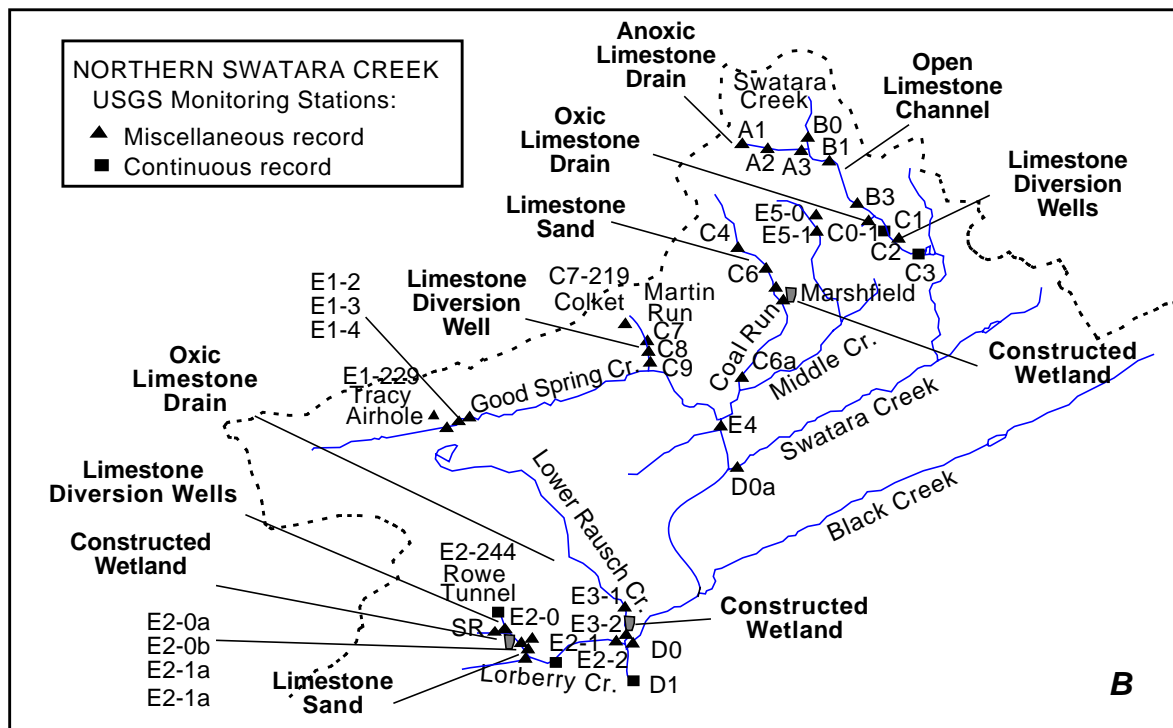 NORTHERN SWATARA CREEK
USGS Monitoring Stations:
Miscellaneous record
Continuous record
Anoxic
Limestone
Drain
Swatara
Creek
Open
Limestone
Channel
Oxic
Limestone
Drain
A1
A2
A3
B0
B1
B3
Limestone
Diversion
Wells
Limestone
Sand
E5-0
E5-1
C0-1
C1
C2
C3
C4
C6
Marshfield
C7-219
Colket
Martin
Run
Limestone
Diversion
Well
C7
C8
C9
Coal Run
C6a
Middle Cr.
Constructed
Wetland
E1-2
E1-3
E1-4
Oxic
Limestone
Drain
E1-229
Tracy
Airhole
Good Spring Cr.
E4
D0a
Swatara Creek
Black Creek
Lower Rausch Cr.
Limestone
Diversion Wells
Constructed
Wetland
E2-244
Rowe
Tunnel
SR
E2-0
E2-0a
E2-0b
E2-1a
E2-1a
Limestone
Sand
Lorberry Cr.
E2-1
E2-2
E3-1
E3-2
Constructed
Wetland
D0
D1
B